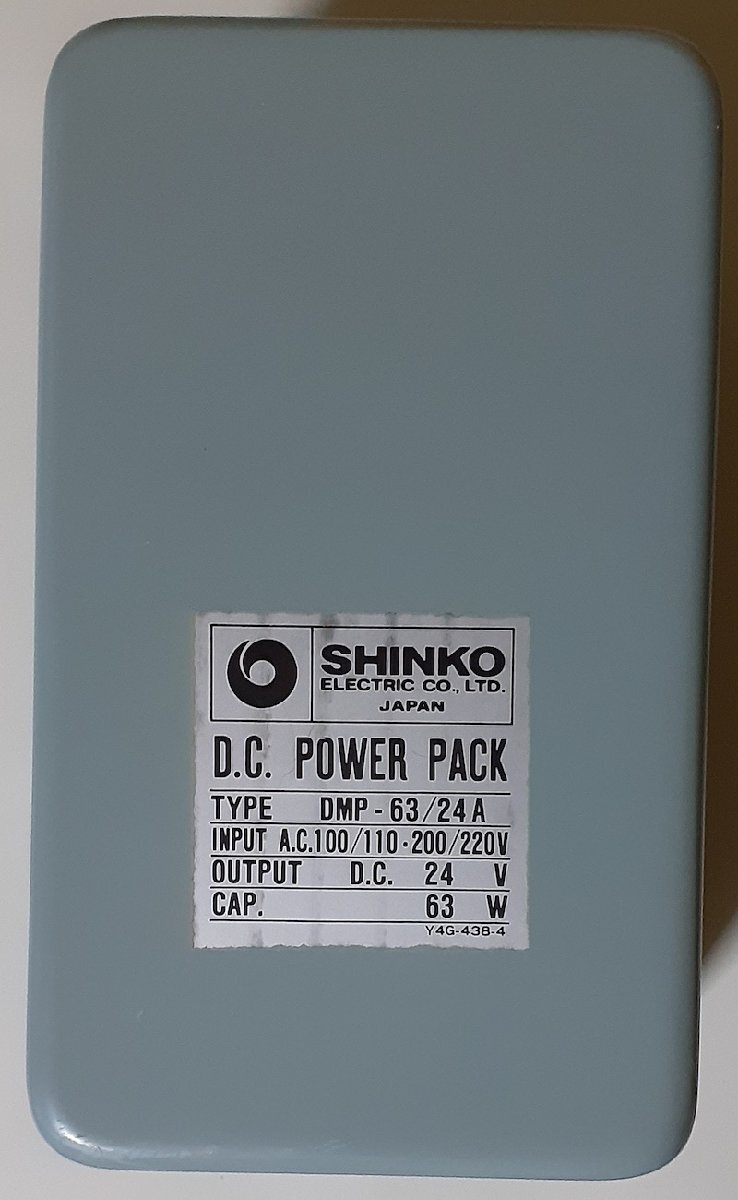 SHINKO
ELECTRIC CO., LTD.
JAPAN
D.C. POWER PACK
TYPE DMP-63/24A
INPUT A.C.100/110·200/220V
OUTPUT D.C. 24 V
CAP. 63 W
Y4G-438-4